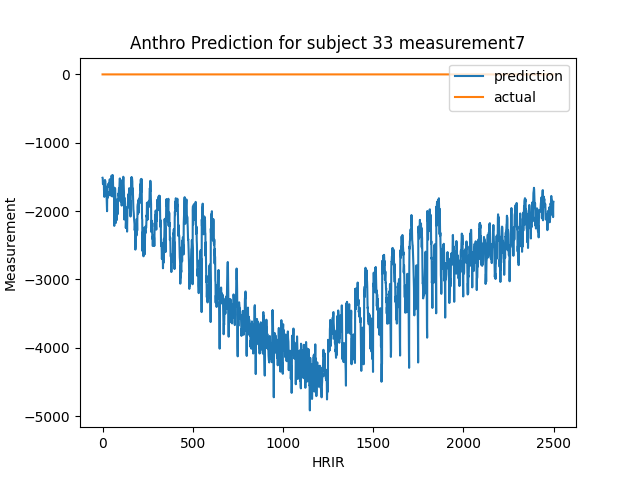 Anthro Prediction for subject 33 measurement7
prediction
actual
0
−1000
−2000
−3000
−4000
−5000
Measurement
0 500 1000 1500 2000 2500
HRIR